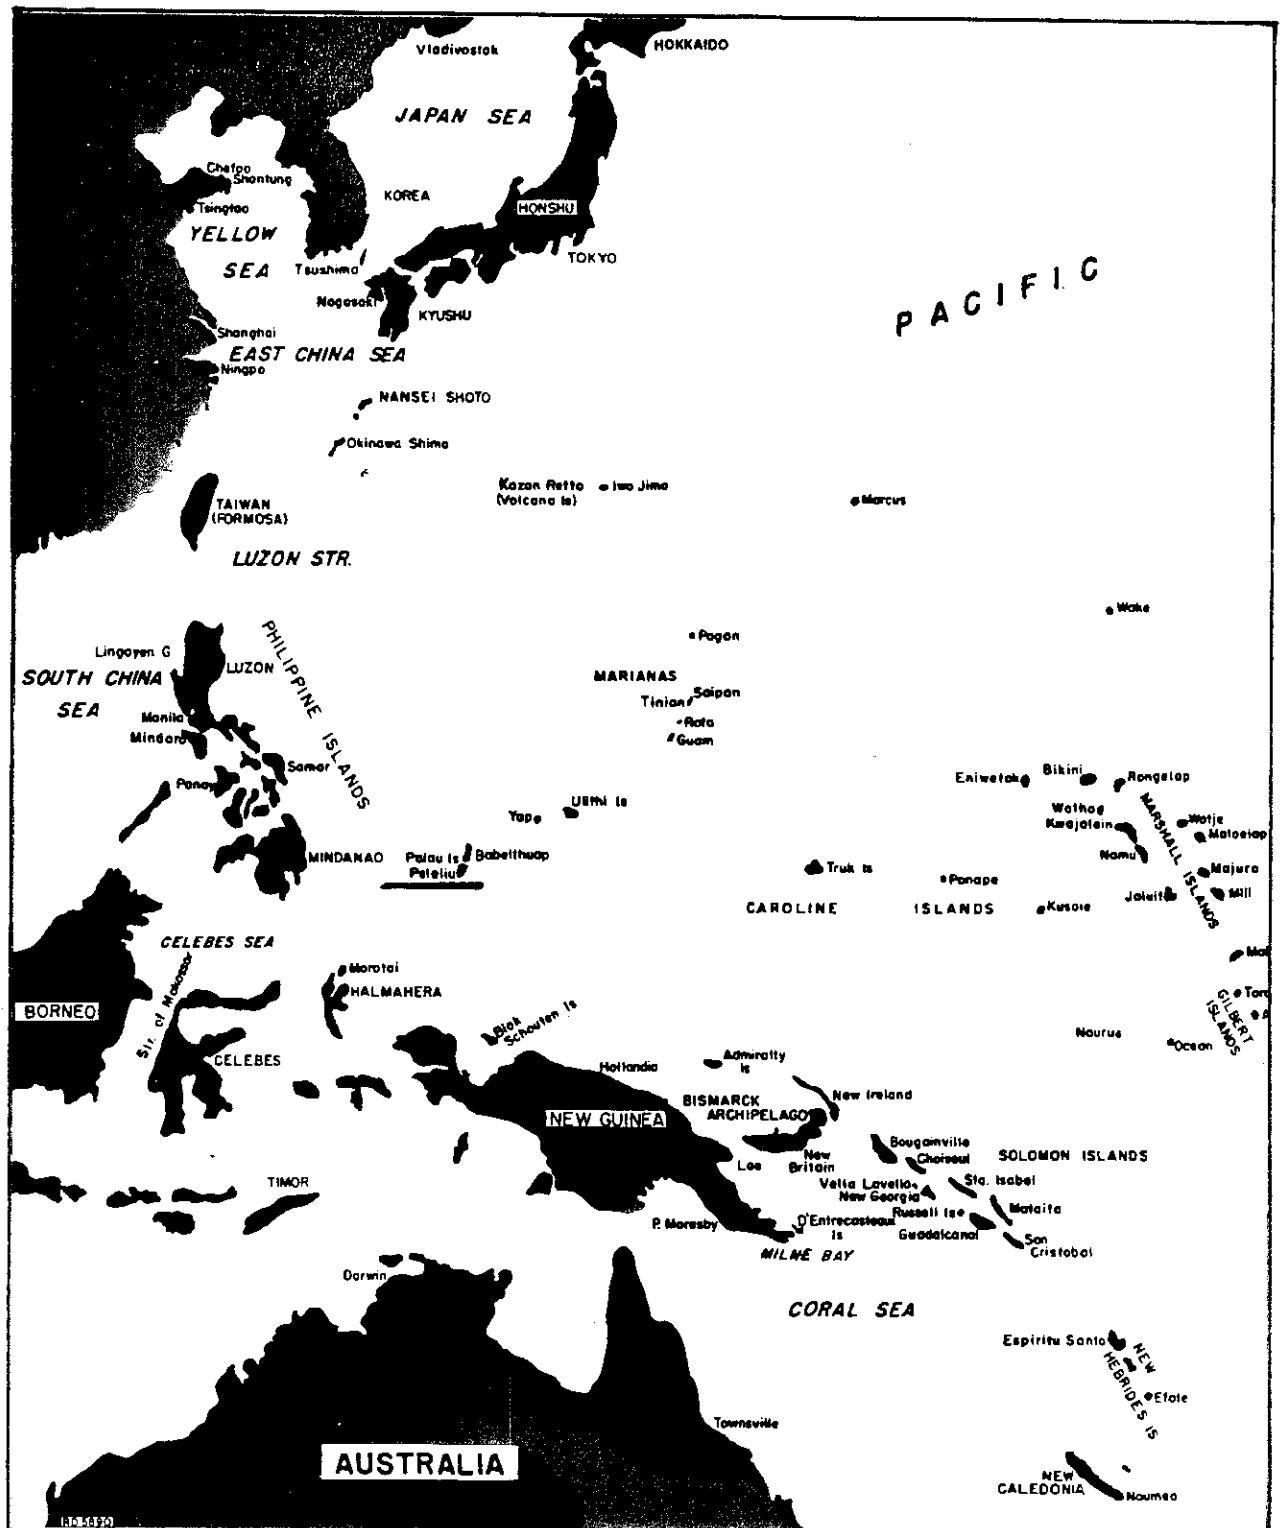 Vladivostok
HOKKAIDO
JAPAN SEA
Chefoo
Shantung
KOREA
Tsingtao
HONSHU
YELLOW
SEA
TOKYO
Tsushima
Nagasaki
KYUSHU
PACIFIC
Shanghai
EAST CHINA SEA
Ningpo
NANSEI SHOTO
Okinawa Shima
Kazan Retto
(Volcano Is)
Iwo Jima
Marcus
TAIWAN
(FORMOSA)
LUZON STR.
Wake
Pagan
Lingayen G
LUZON
PHILIPPINE ISLANDS
SOUTH CHINA
SEA
MARIANAS
Saipan
Tinian
Manila
Rota
Mindoro
Guam
Samar
Panay
Eniwetok
Bikini
Rongelap
Wotho
Kwajalein
MARSHALL ISLANDS
Wotje
Maloelap
Namu
Majuro
Jaluit
Mili
Ulithi Is
Yap
MINDANAO
Palau Is
Babelthuap
Peleliu
Truk Is
Ponape
CAROLINE ISLANDS
Kusaie
CELEBES SEA
Mak
Morotai
HALMAHERA
BORNEO
Str. of Makassar
Tara
GILBERT
ISLANDS
A
Biak
Schouten Is
Naurus
Ocean
CELEBES
Hollandia
Admiralty
Is
New Ireland
BISMARCK
ARCHIPELAGO
NEW GUINEA
Bougainville
Choiseul
SOLOMON ISLANDS
Lae
New
Britain
Vella Lavella
Sta. Isabel
New Georgia
TIMOR
Russell Is
Malaita
P. Moresby
D'Entrecasteaux
Is
Guadalcanal
San
Cristobal
MILNE BAY
Darwin
CORAL SEA
Espiritu Santo
NEW
HEBRIDES IS
Efate
Townsville
AUSTRALIA
NEW
CALEDONIA
Noumea